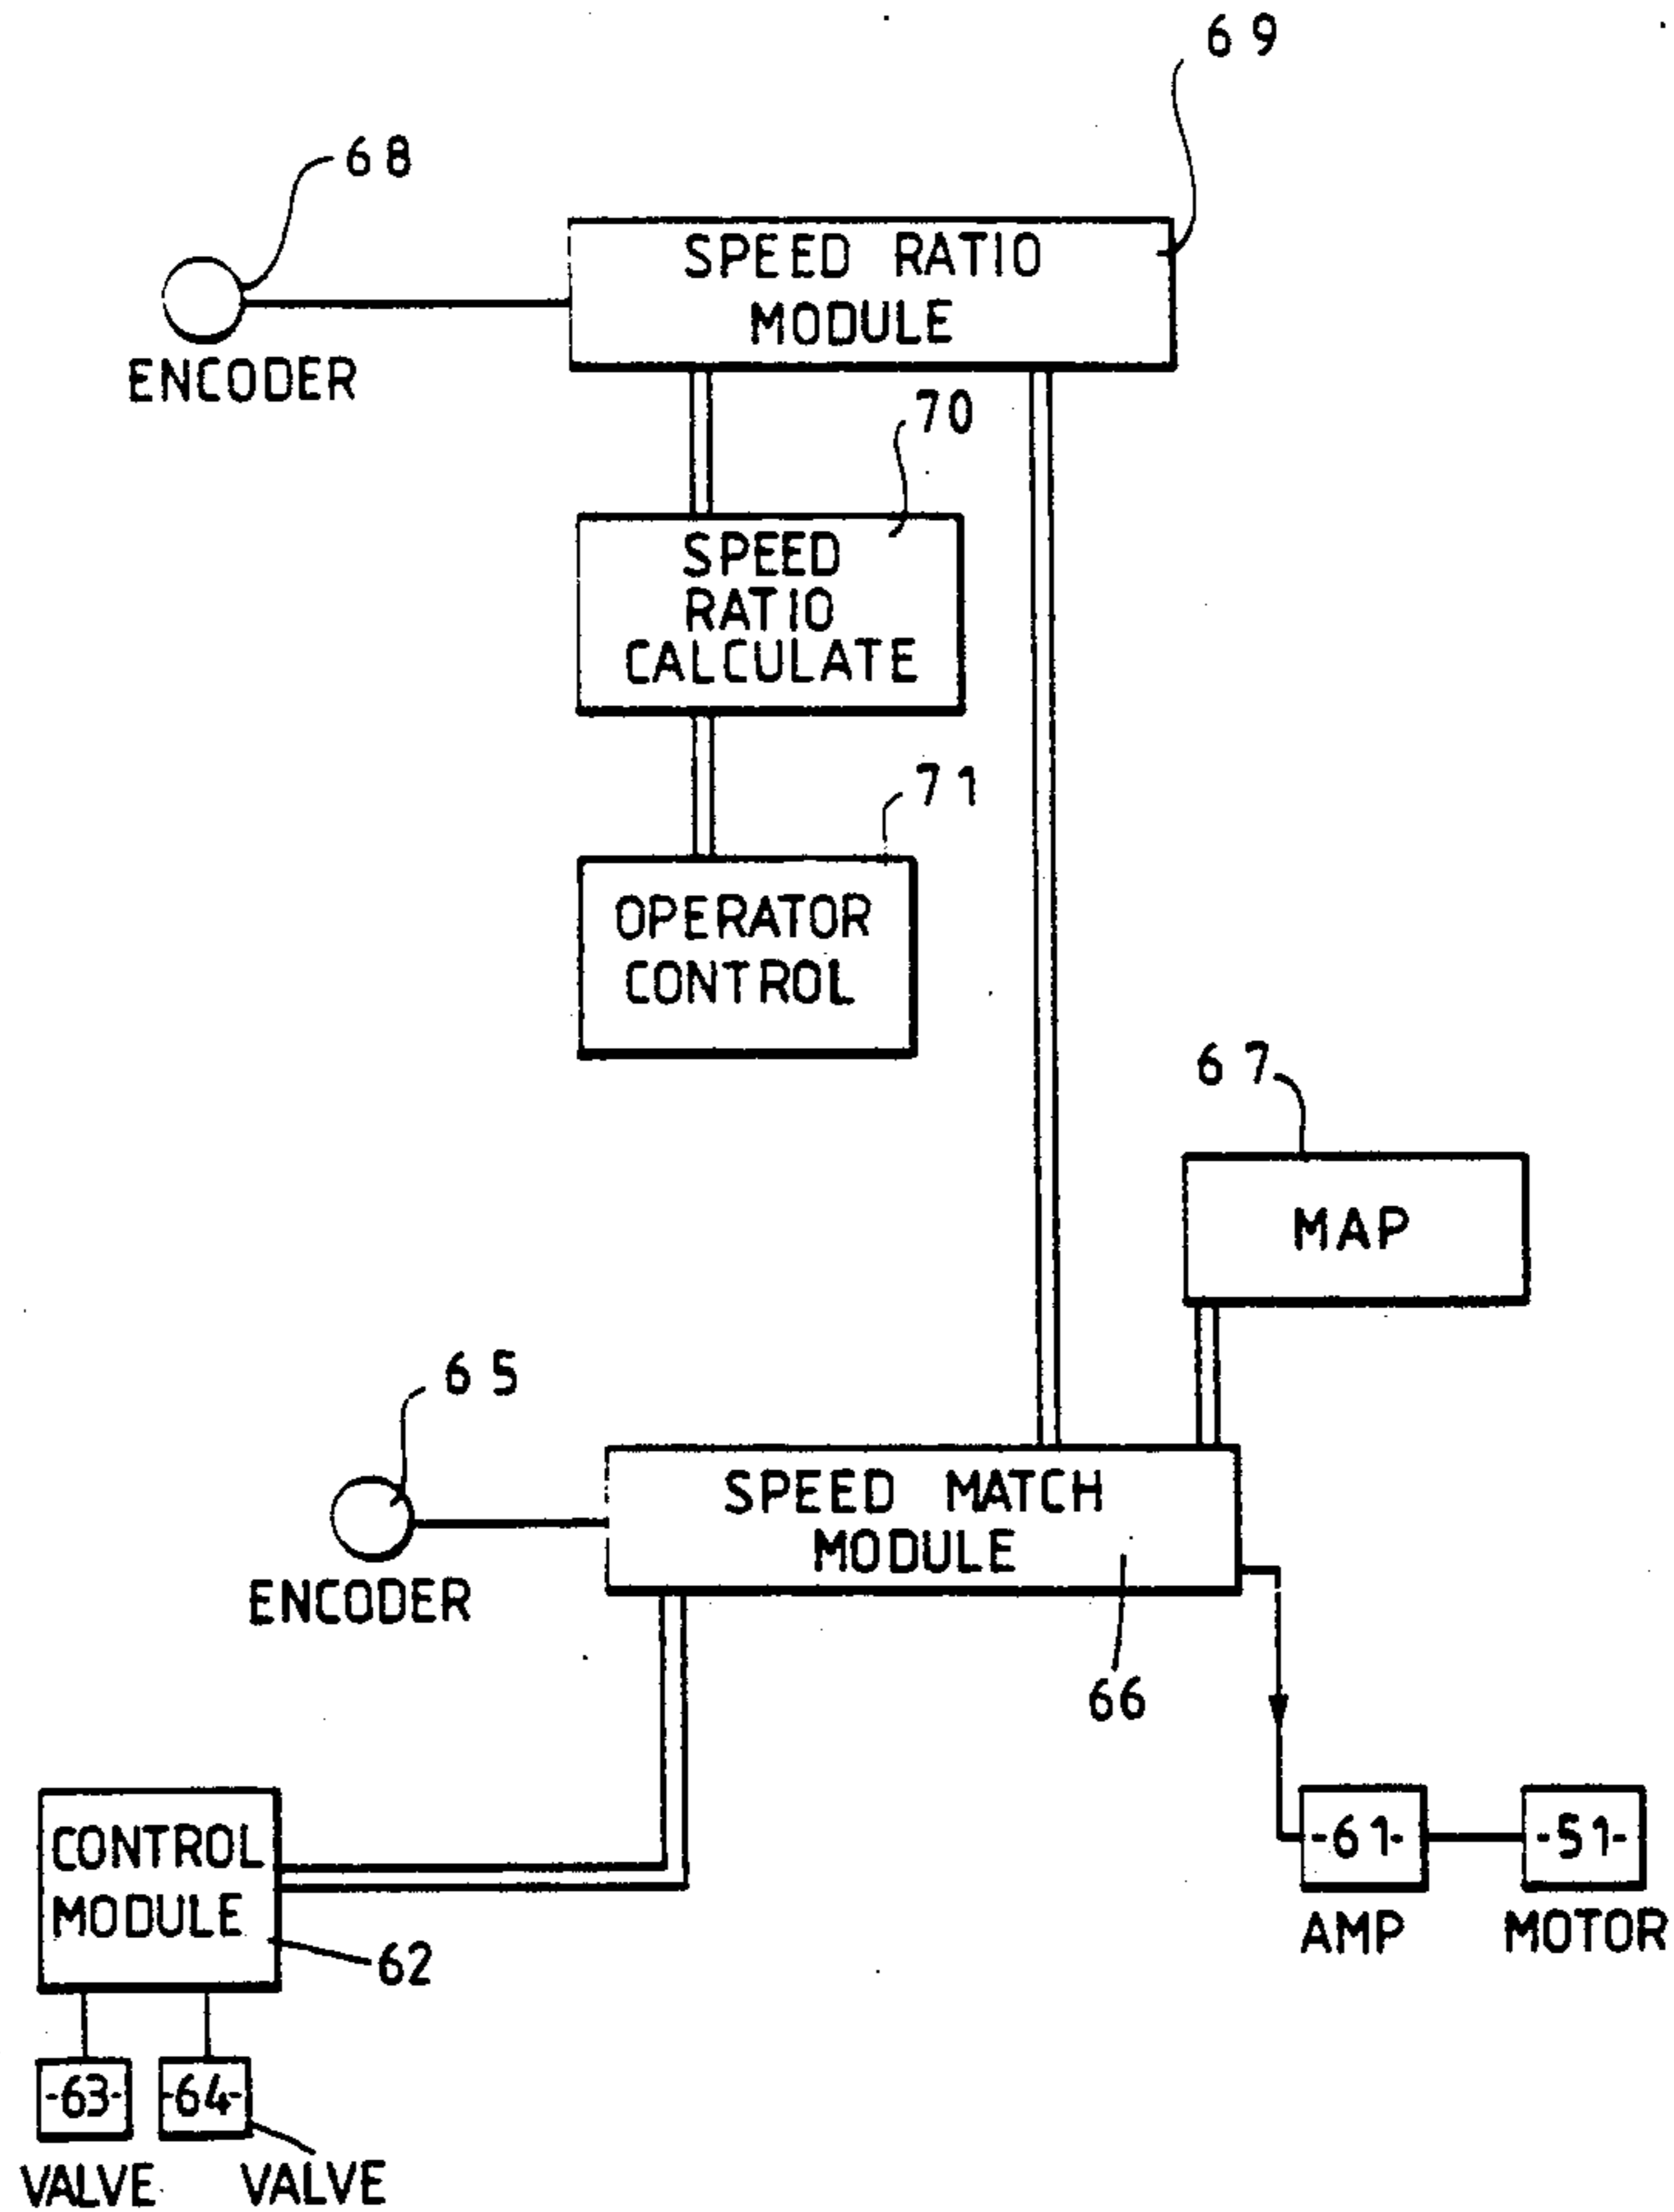 69
68
SPEED RATIO
MODULE
ENCODER
70
SPEED
RATIO
CALCULATE
71
OPERATOR
CONTROL
67
MAP
65
SPEED MATCH
MODULE
ENCODER
66
CONTROL
MODULE
62
-61-
-51-
AMP
MOTOR
-63-
-64-
VALVE
VALVE